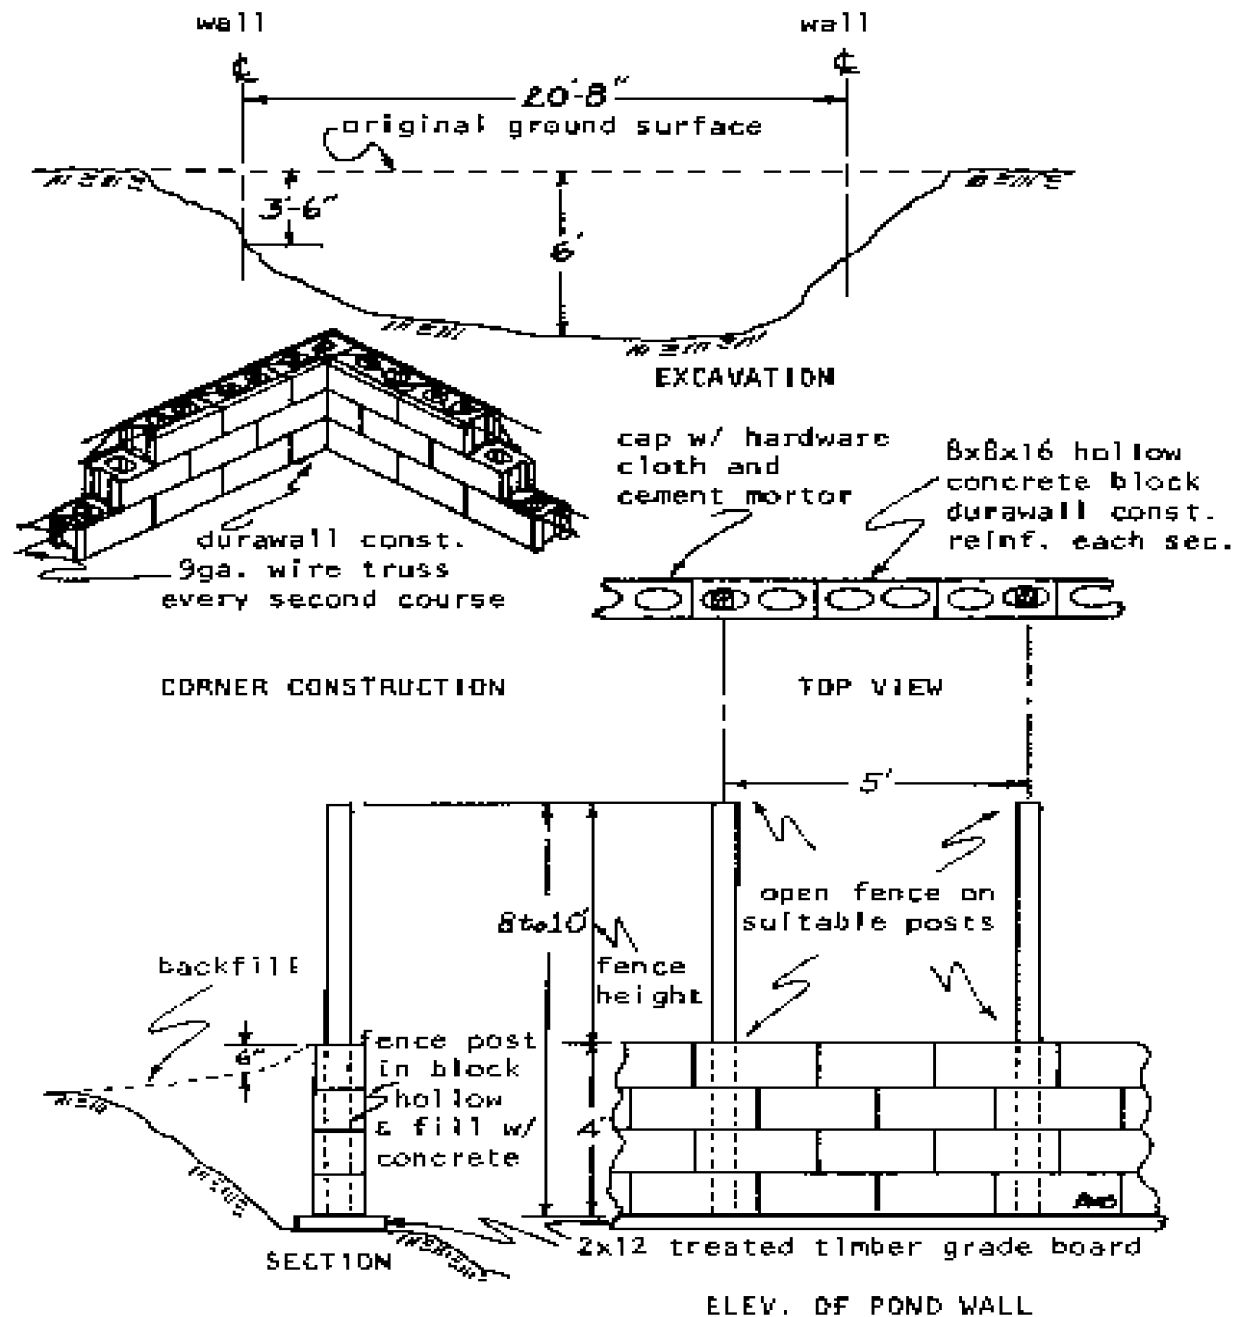 wall wall
℄ ℄
20'-8"
original ground surface
3'-6"
6'
EXCAVATION
cap w/ hardware
cloth and
cement mortor
8x8x16 hollow
concrete block
durawall const.
reinf. each sec.
durawall const.
9ga. wire truss
every second course
CORNER CONSTRUCTION
TOP VIEW
5'
open fence on
suitable posts
8to10'
fence
height
backfill
6"
fence post
in block
hollow
& fill w/
concrete
4"
2x12 treated timber grade board
SECTION
ELEV. OF POND WALL